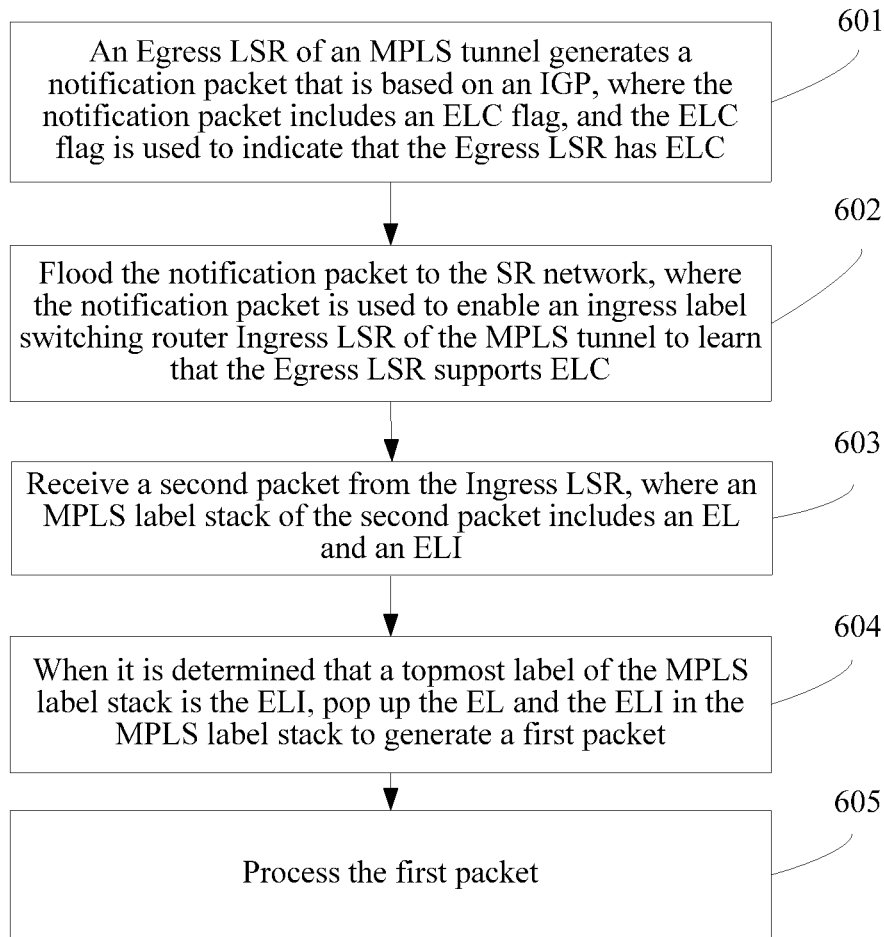 601
An Egress LSR of an MPLS tunnel generates a
notification packet that is based on an IGP, where the
notification packet includes an ELC flag, and the ELC
flag is used to indicate that the Egress LSR has ELC
602
Flood the notification packet to the SR network, where
the notification packet is used to enable an ingress label
switching router Ingress LSR of the MPLS tunnel to learn
that the Egress LSR supports ELC
603
Receive a second packet from the Ingress LSR, where an
MPLS label stack of the second packet includes an EL
and an ELI
604
When it is determined that a topmost label of the MPLS
label stack is the ELI, pop up the EL and the ELI in the
MPLS label stack to generate a first packet
605
Process the first packet